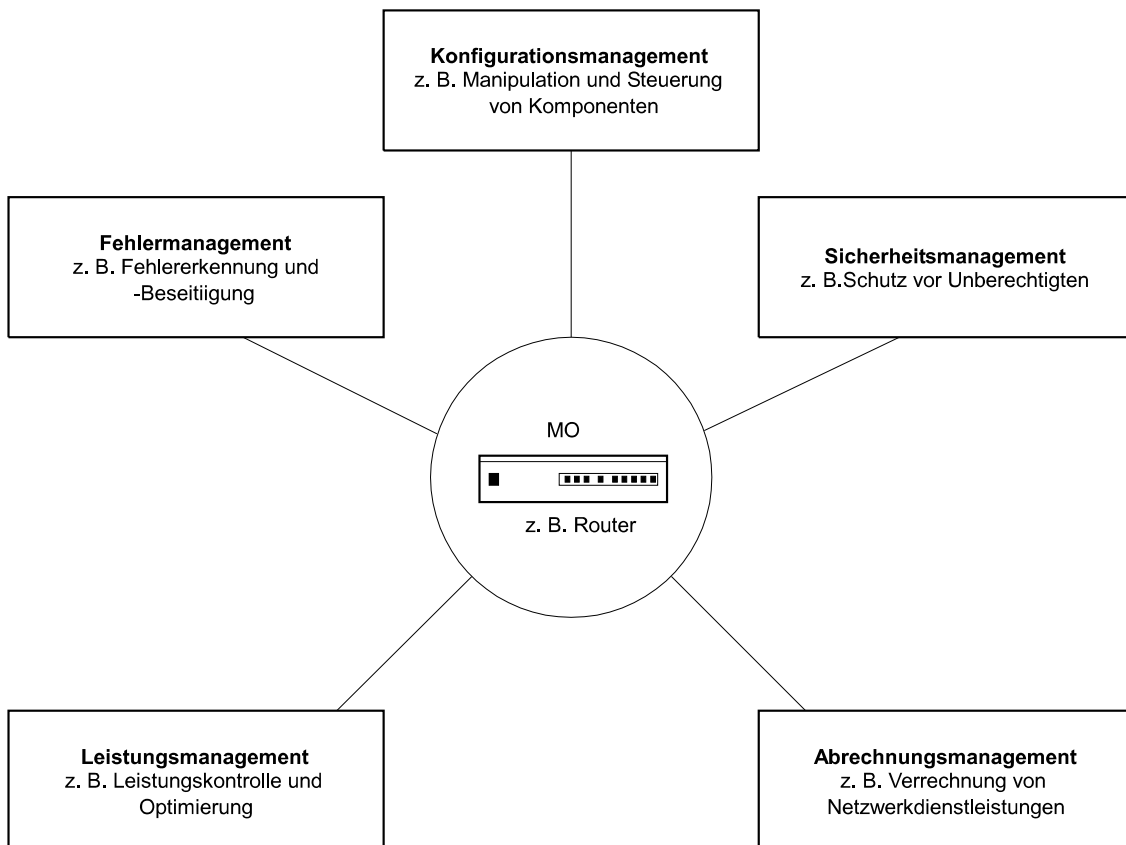 Konfigurationsmanagement
z. B. Manipulation und Steuerung
von Komponenten
Fehlermanagement
z. B. Fehlererkennung und
-Beseitiigung
Sicherheitsmanagement
z. B.Schutz vor Unberechtigten
MO
z. B. Router
Leistungsmanagement
z. B. Leistungskontrolle und
Optimierung
Abrechnungsmanagement
z. B. Verrechnung von
Netzwerkdienstleistungen